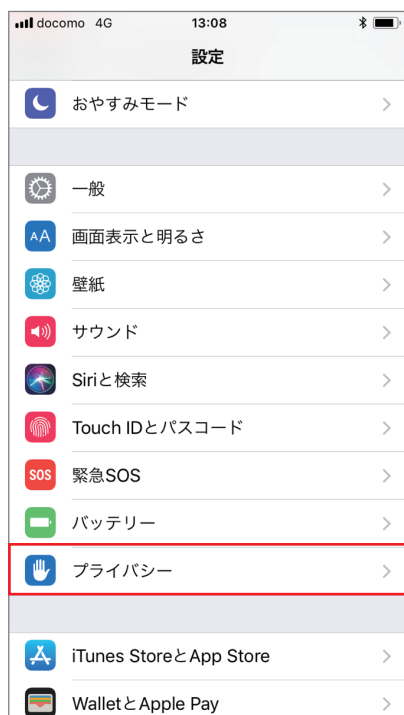 docomo 4G 13:08
設定
おやすみモード
一般
AA 画面表示と明るさ
壁紙
サウンド
Siriと検索
Touch IDとパスコード
SOS 緊急SOS
バッテリー
プライバシー
iTunes StoreとApp Store
WalletとApple Pay